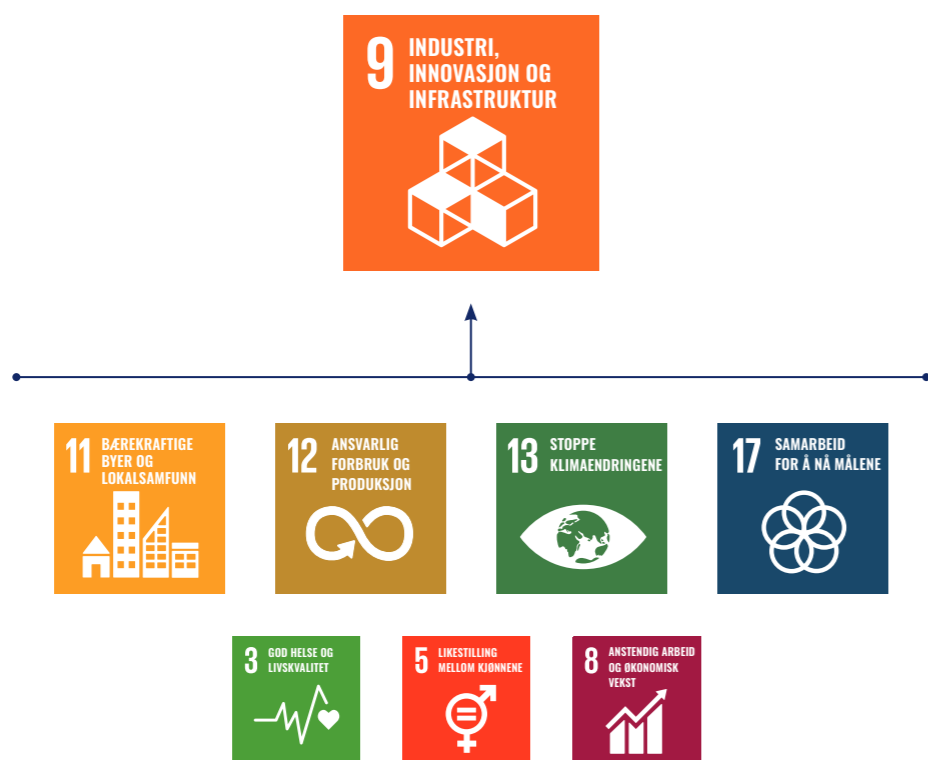 9 INDUSTRI,
INNOVASJON OG
INFRASTRUKTUR
11 BÆREKRAFTIGE
BYER OG
LOKALSAMFUNN
12 ANSVARLIG
FORBRUK OG
PRODUKSJON
13 STOPPE
KLIMAENDRINGENE
17 SAMARBEID
FOR Å NÅ MÅLENE
3 GOD HELSE OG
LIVSKVALITET
5 LIKESTILLING
MELLOM KJØNNENE
8 ANSTENDIG ARBEID
OG ØKONOMISK
VEKST